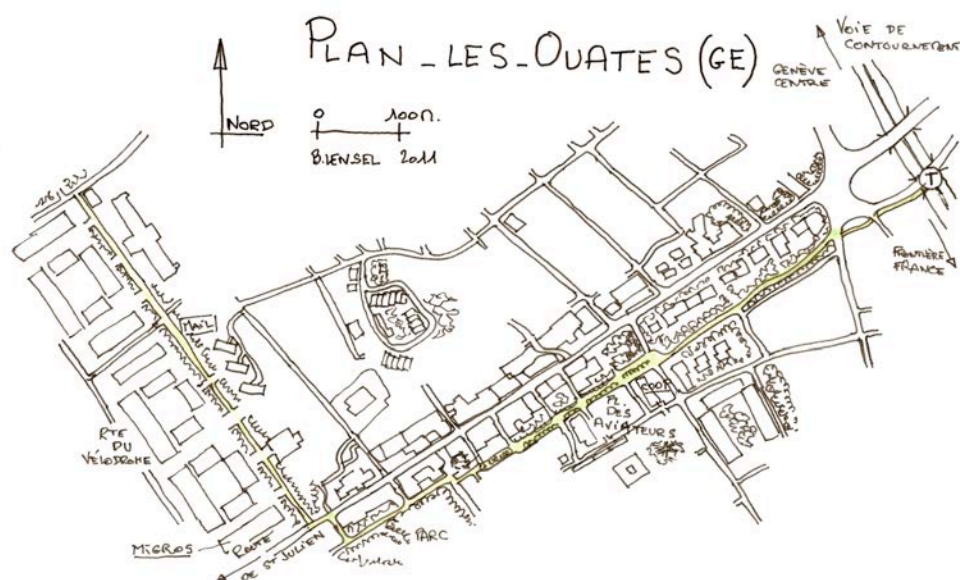 PLAN_LES_OUATES (GE)
NORD
0 100m.
B.LENSEL 2011
VOIE DE
CONTOURNEMENT
GENÈVE
CENTRE
T
FRONTIÈRE
FRANCE
MAIL
RTE
DU
VÉLODROME
COOP
PL.
DES
AVIATEURS
PARC
MIGROS
ROUTE
DE ST JULIEN